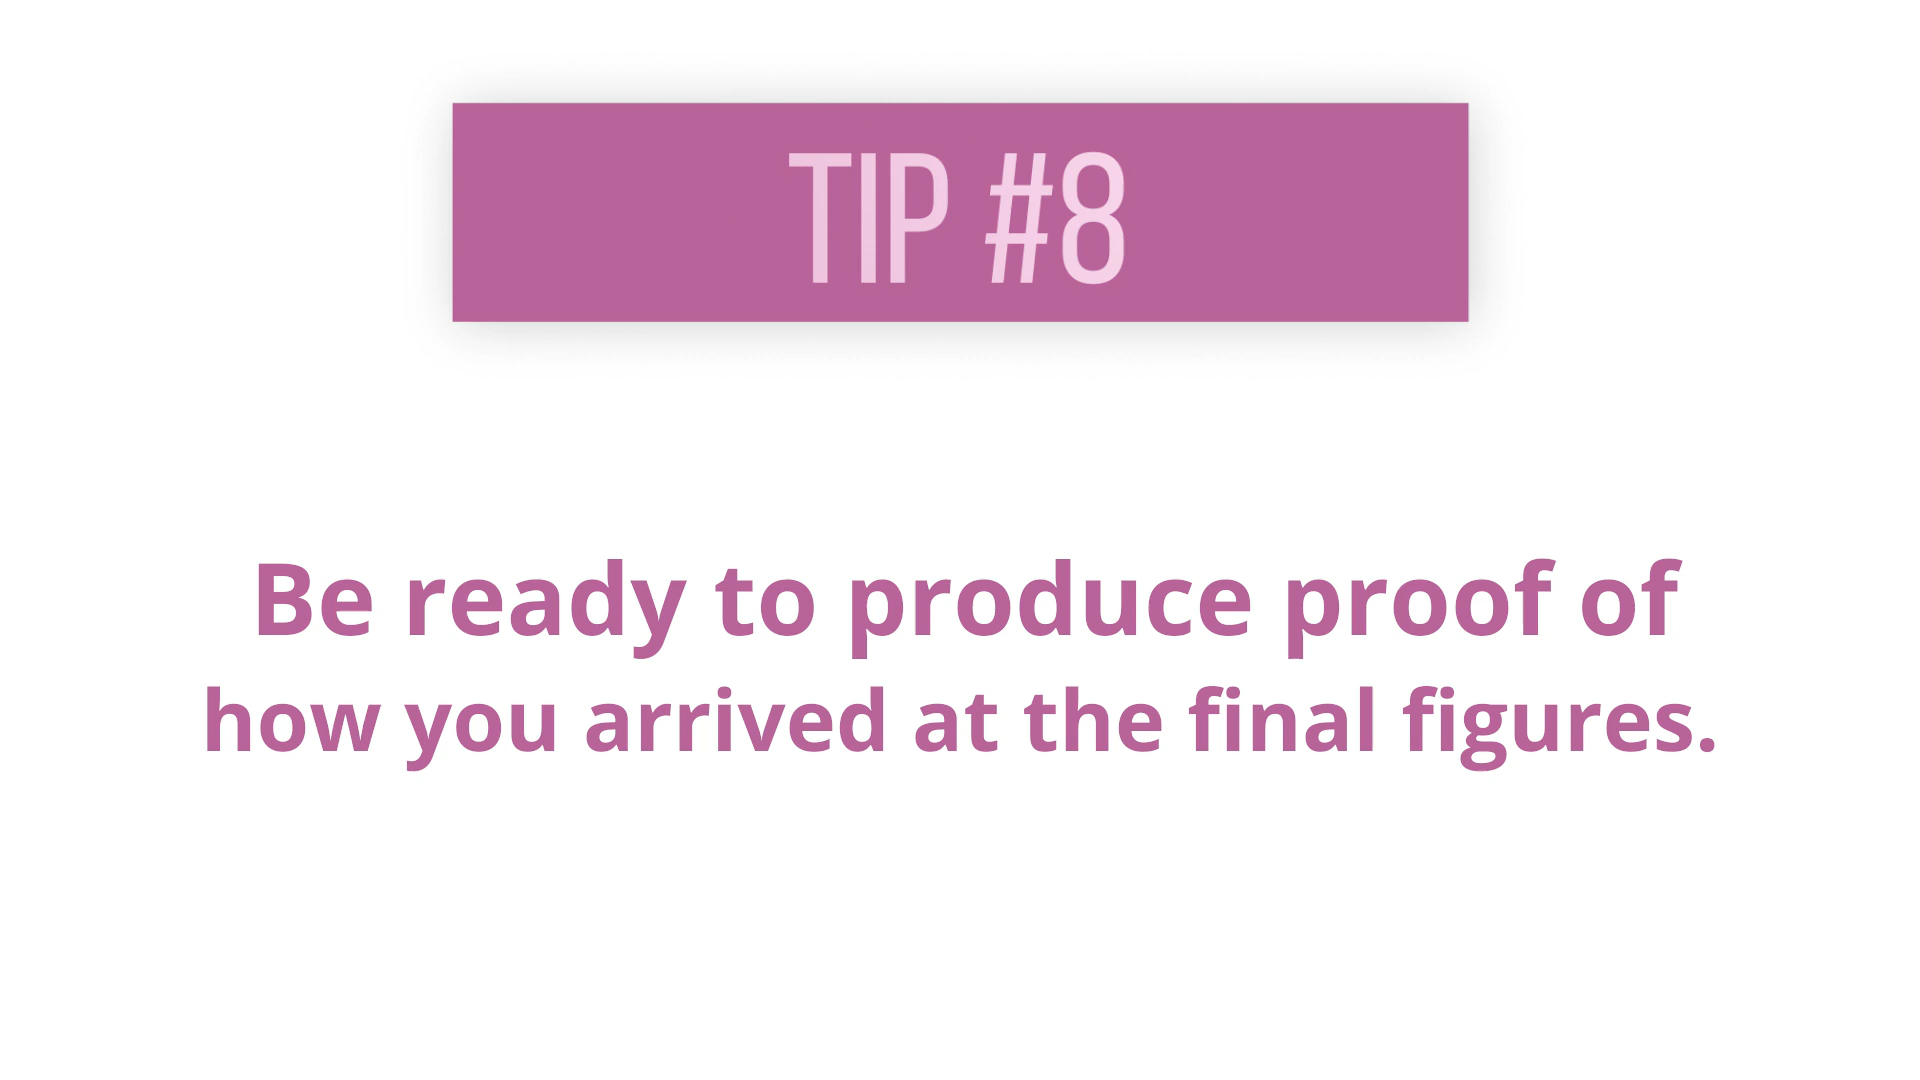 TIP #8
Be ready to produce proof of
how you arrived at the final figures.